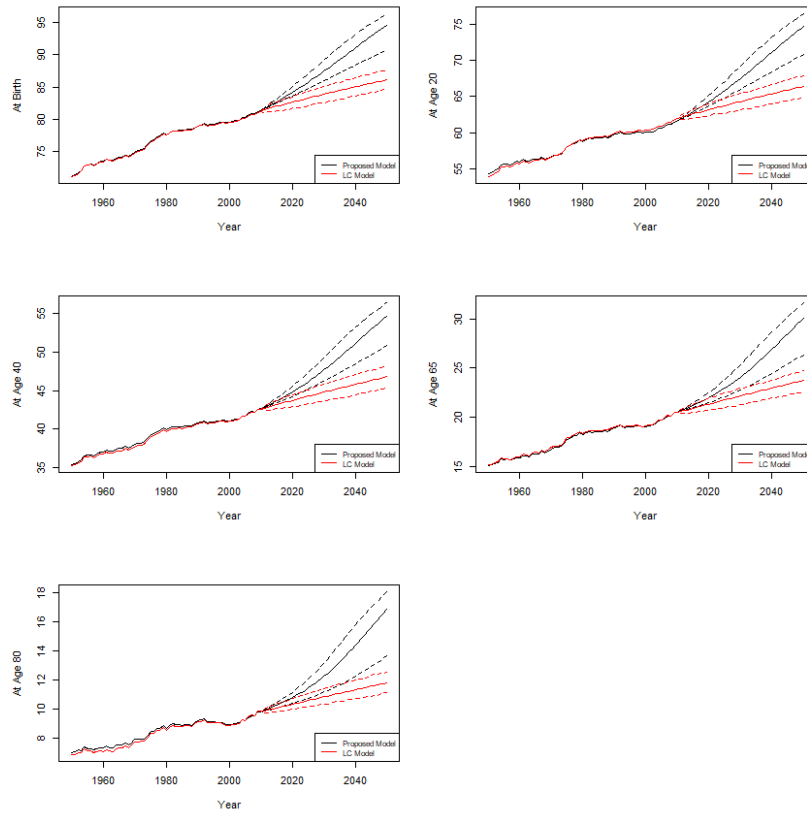 At Birth
95
90
85
80
75
1960
1980
2000
2020
2040
Year
Proposed Model
LC Model
At Age 20
75
70
65
60
55
1960
1980
2000
2020
2040
Year
Proposed Model
LC Model
At Age 40
55
50
45
40
35
1960
1980
2000
2020
2040
Year
Proposed Model
LC Model
At Age 65
30
25
20
15
1960
1980
2000
2020
2040
Year
Proposed Model
LC Model
At Age 80
18
16
14
12
10
8
1960
1980
2000
2020
2040
Year
Proposed Model
LC Model